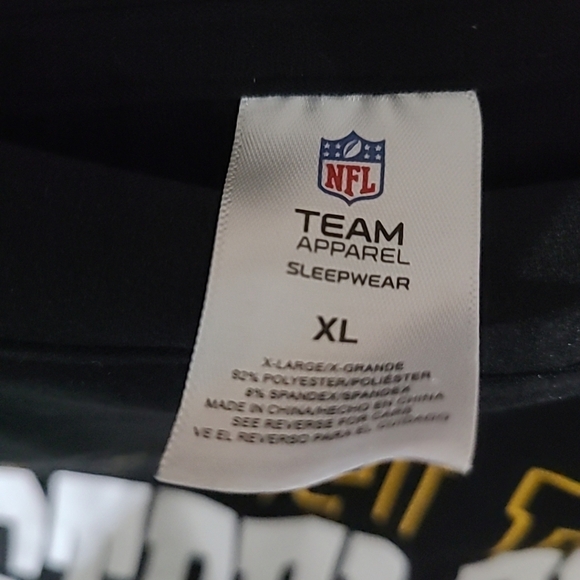 NFL
TEAM
APPAREL
SLEEPWEAR
XL
X-LARGE/X-GRANDE
92% POLYESTER/POLIÉSTER
8% SPANDEX/SPANDEX
MADE IN CHINA/HECHO EN CHINA
SEE REVERSE FOR CARE
VE EL REVERSO PARA EL CUIDADO